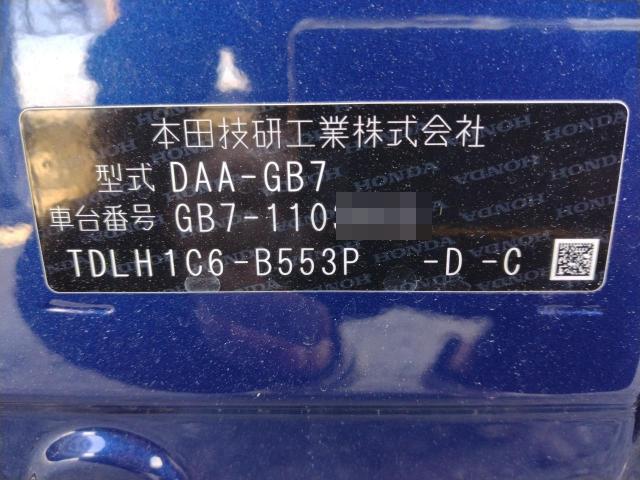 本田技研工業株式会社
型式 DAA-GB7
車台番号 GB7-1103
TDLH1C6-B553P -D -C